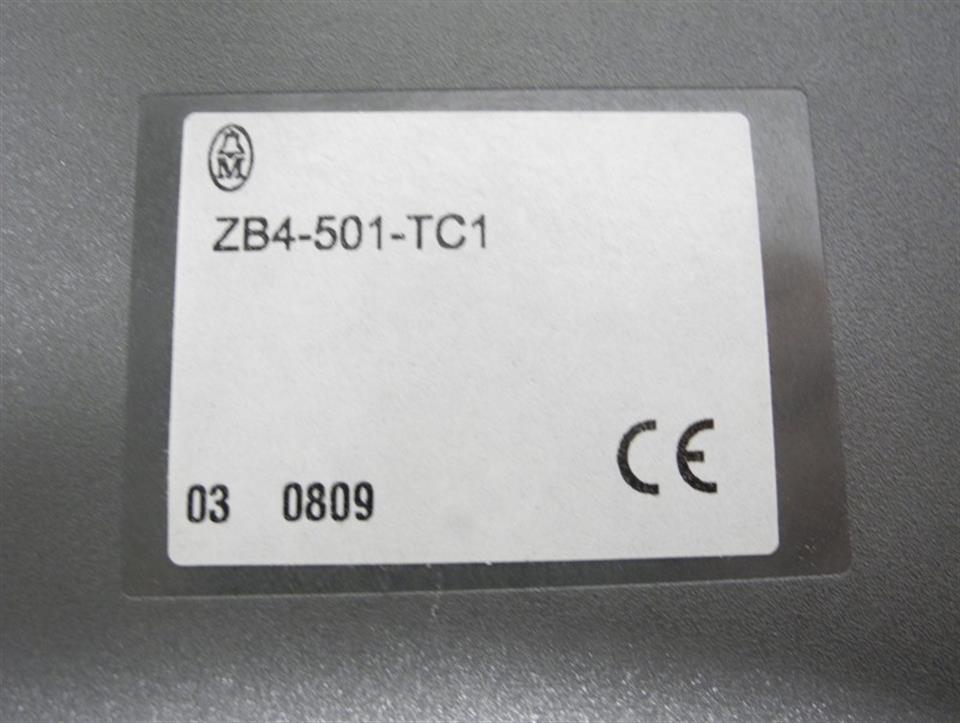 M
ZB4-501-TC1
CE
03 0809